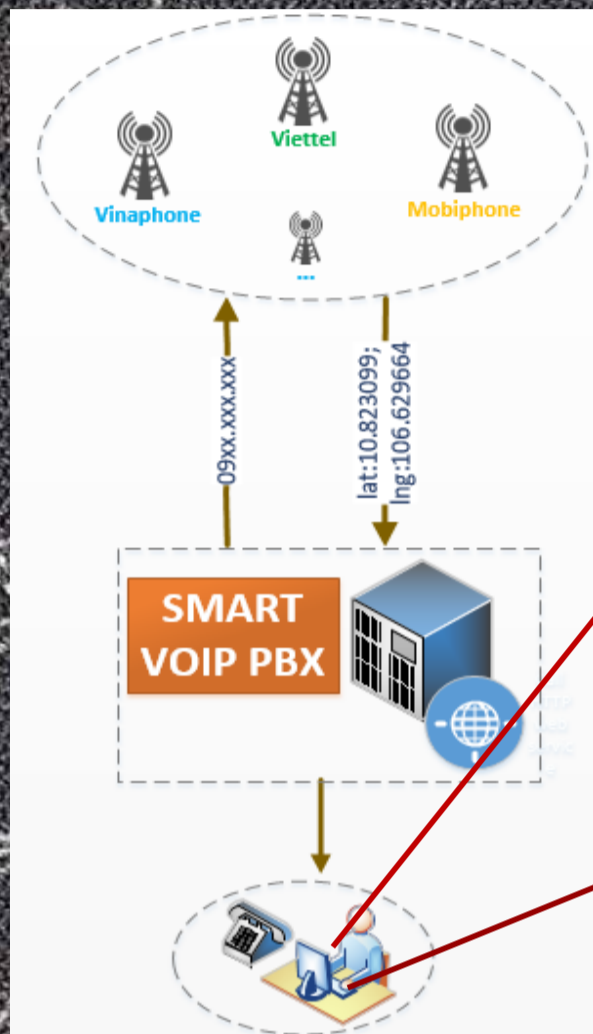 Viettel
Vinaphone
Mobiphone
...
09xx.xxx.xxx
lat:10.823099;
lng:106.629664
SMART
VOIP PBX